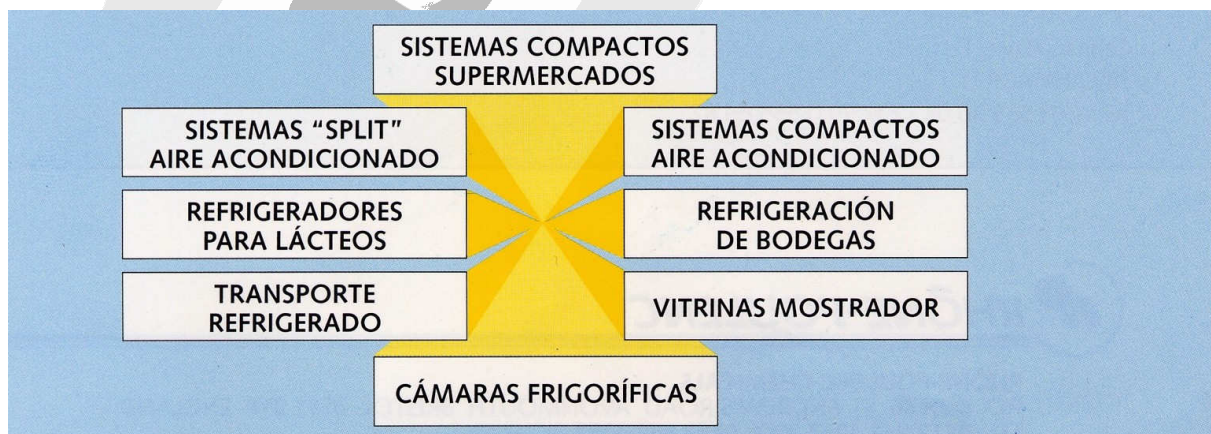 SISTEMAS COMPACTOS
SUPERMERCADOS
SISTEMAS “SPLIT”
AIRE ACONDICIONADO
SISTEMAS COMPACTOS
AIRE ACONDICIONADO
REFRIGERADORES
PARA LÁCTEOS
REFRIGERACIÓN
DE BODEGAS
TRANSPORTE
REFRIGERADO
VITRINAS MOSTRADOR
CÁMARAS FRIGORÍFICAS